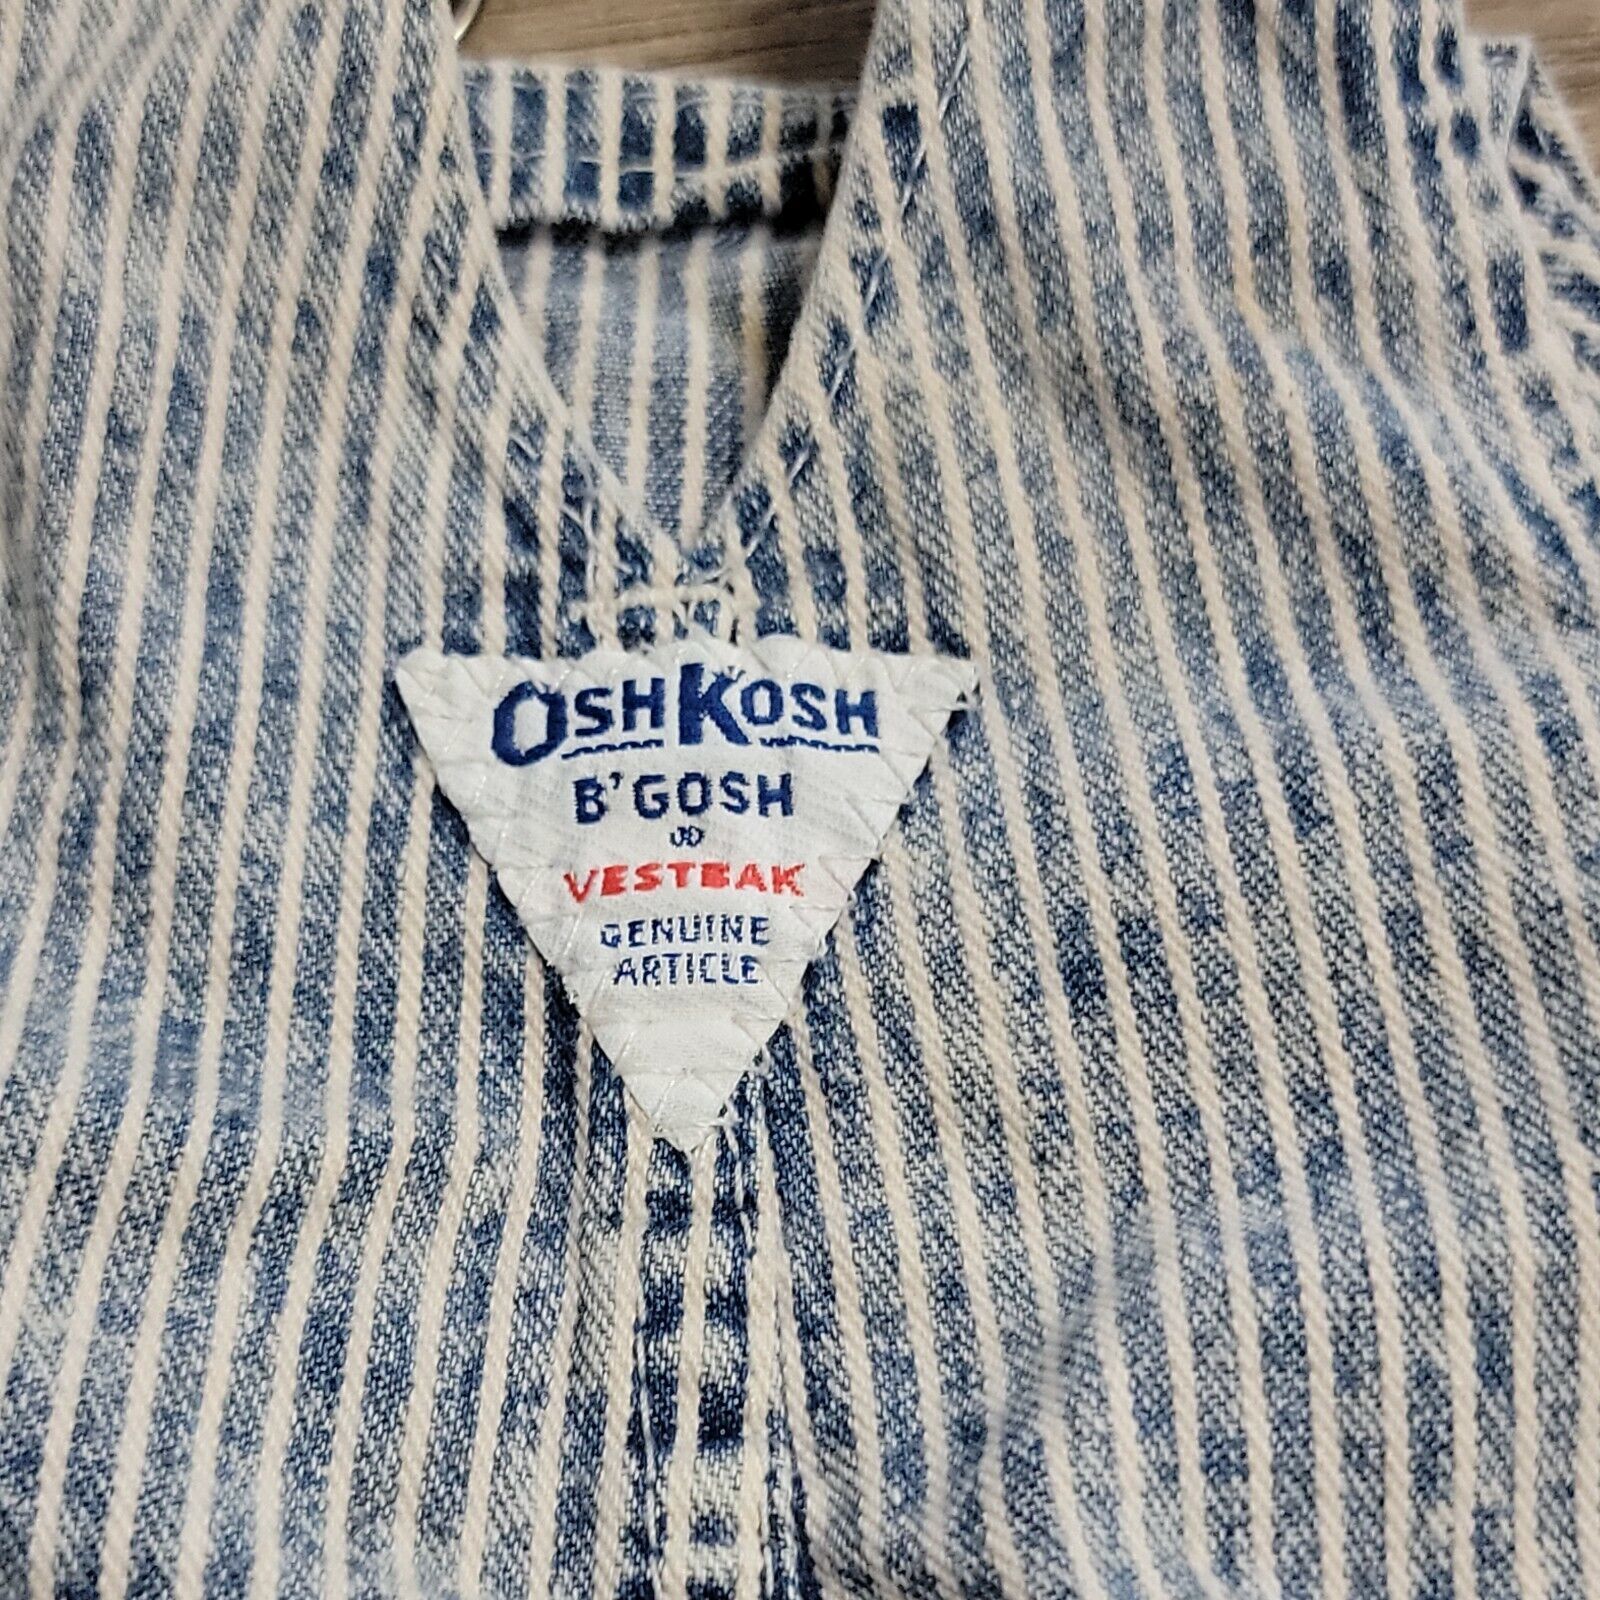 OSHKOSH
B'GOSH
VESTBAK
GENUINE
ARTICLE